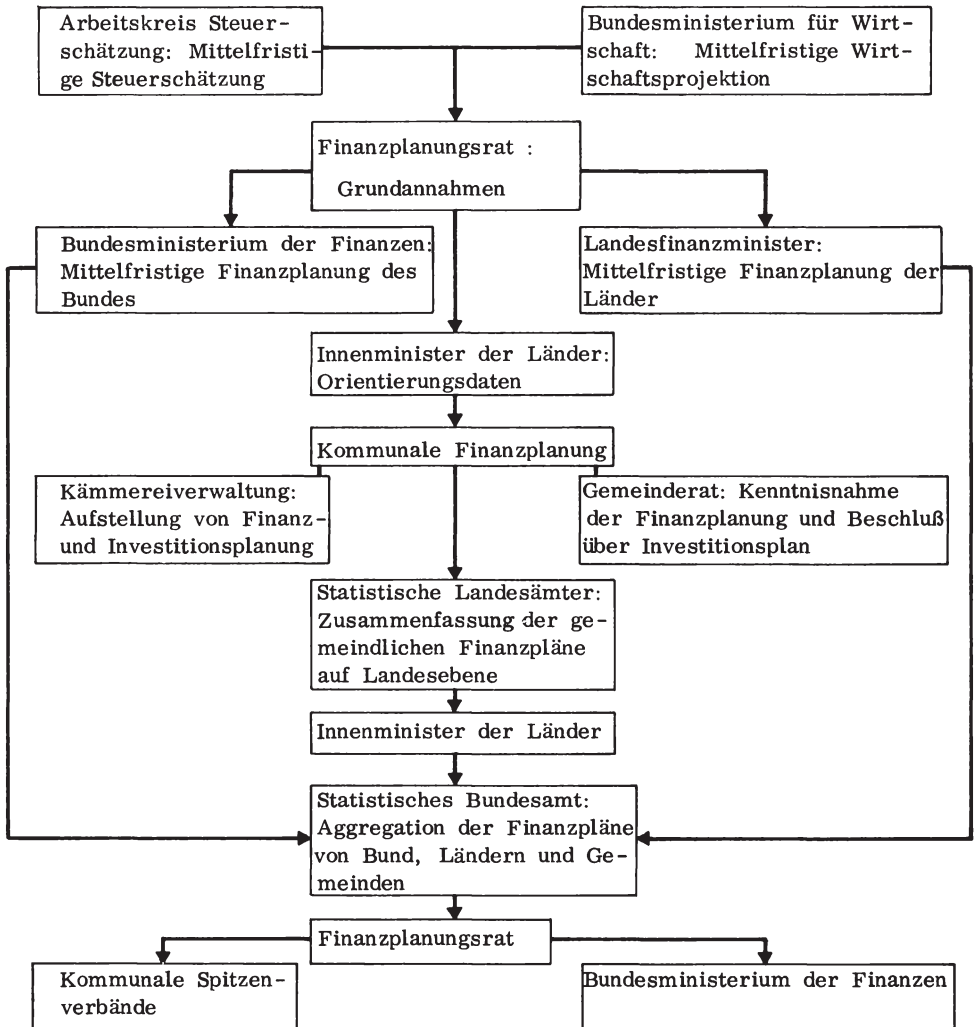 Arbeitskreis Steuer-
schätzung: Mittelfristi-
ge Steuerschätzung
Bundesministerium für Wirt-
schaft: Mittelfristige Wirt-
schaftsprojektion
Finanzplanungsrat :
Grundannahmen
Bundesministerium der Finanzen:
Mittelfristige Finanzplanung des
Bundes
Landesfinanzminister:
Mittelfristige Finanzplanung der
Länder
Innenminister der Länder:
Orientierungsdaten
Kommunale Finanzplanung
Kämmereiverwaltung:
Aufstellung von Finanz-
und Investitionsplanung
Gemeinderat: Kenntnisnahme
der Finanzplanung und Beschluß
über Investitionsplan
Statistische Landesämter:
Zusammenfassung der ge-
meindlichen Finanzpläne
auf Landesebene
Innenminister der Länder
Statistisches Bundesamt:
Aggregation der Finanzpläne
von Bund, Ländern und Ge-
meinden
Finanzplanungsrat
Kommunale Spitzen-
verbände
Bundesministerium der Finanzen